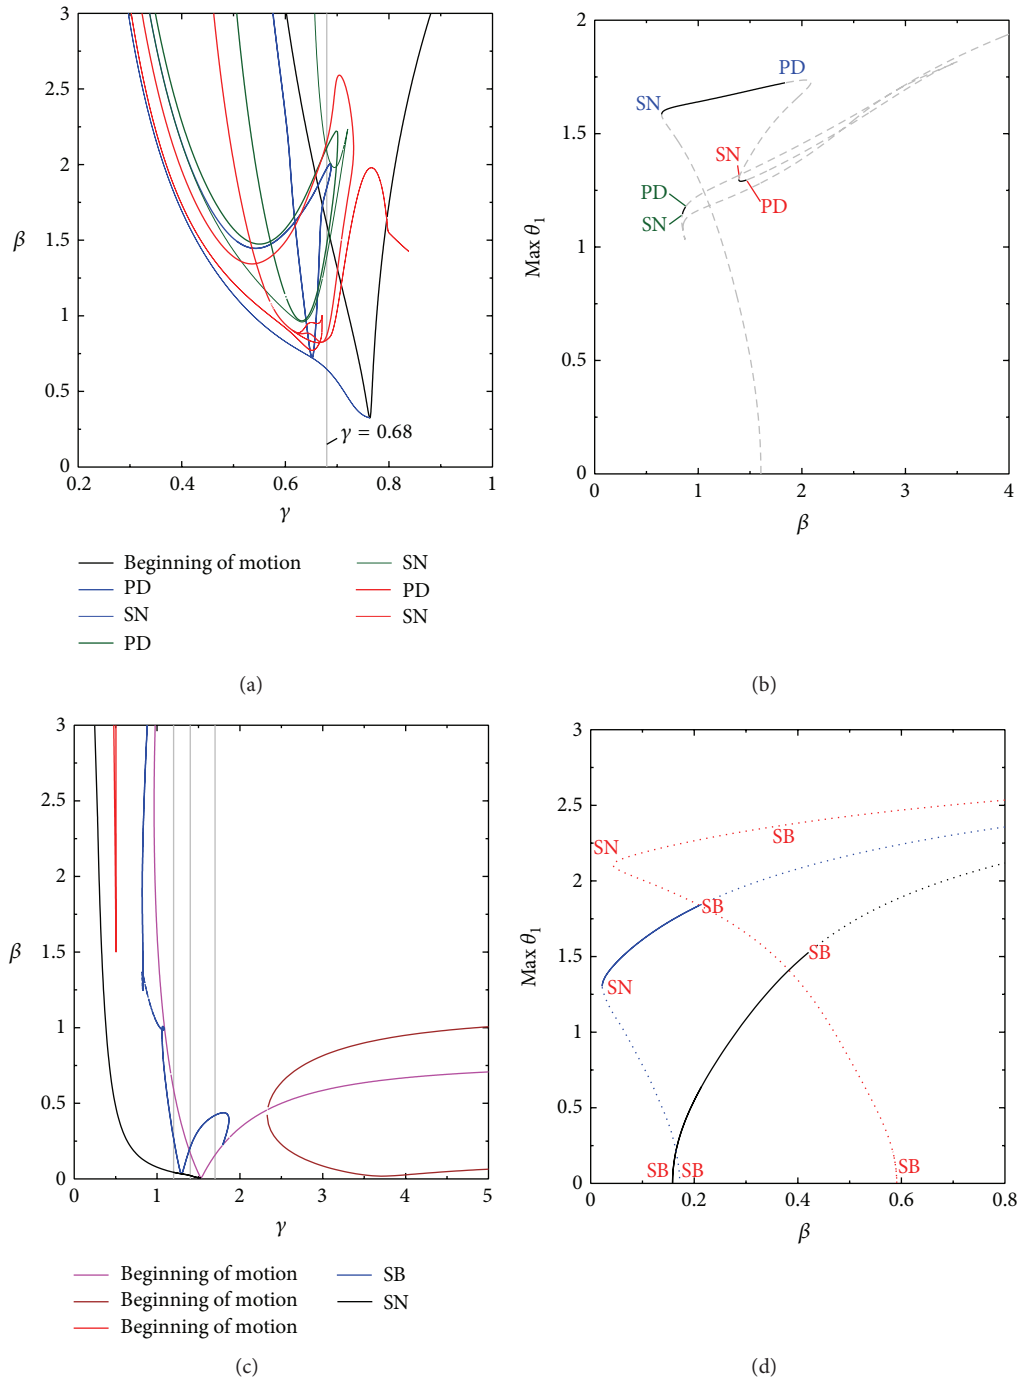 3
2.5
2
1.5
1
0.5
0
β
γ = 0.68
0.2
0.4
0.6
0.8
1
γ
Beginning of motion
PD
SN
PD
SN
PD
SN
(a)
2
1.5
1
0.5
0
Max θ1
PD
SN
SN
PD
PD
SN
0
1
2
3
4
β
(b)
3
2.5
2
1.5
1
0.5
0
β
0
1
2
3
4
5
γ
Beginning of motion
Beginning of motion
Beginning of motion
SB
SN
(c)
3
2.5
2
1.5
1
0.5
0
Max θ1
SN
SB
SB
SB
SN
SB
SB
SB
0
0.2
0.4
0.6
0.8
β
(d)